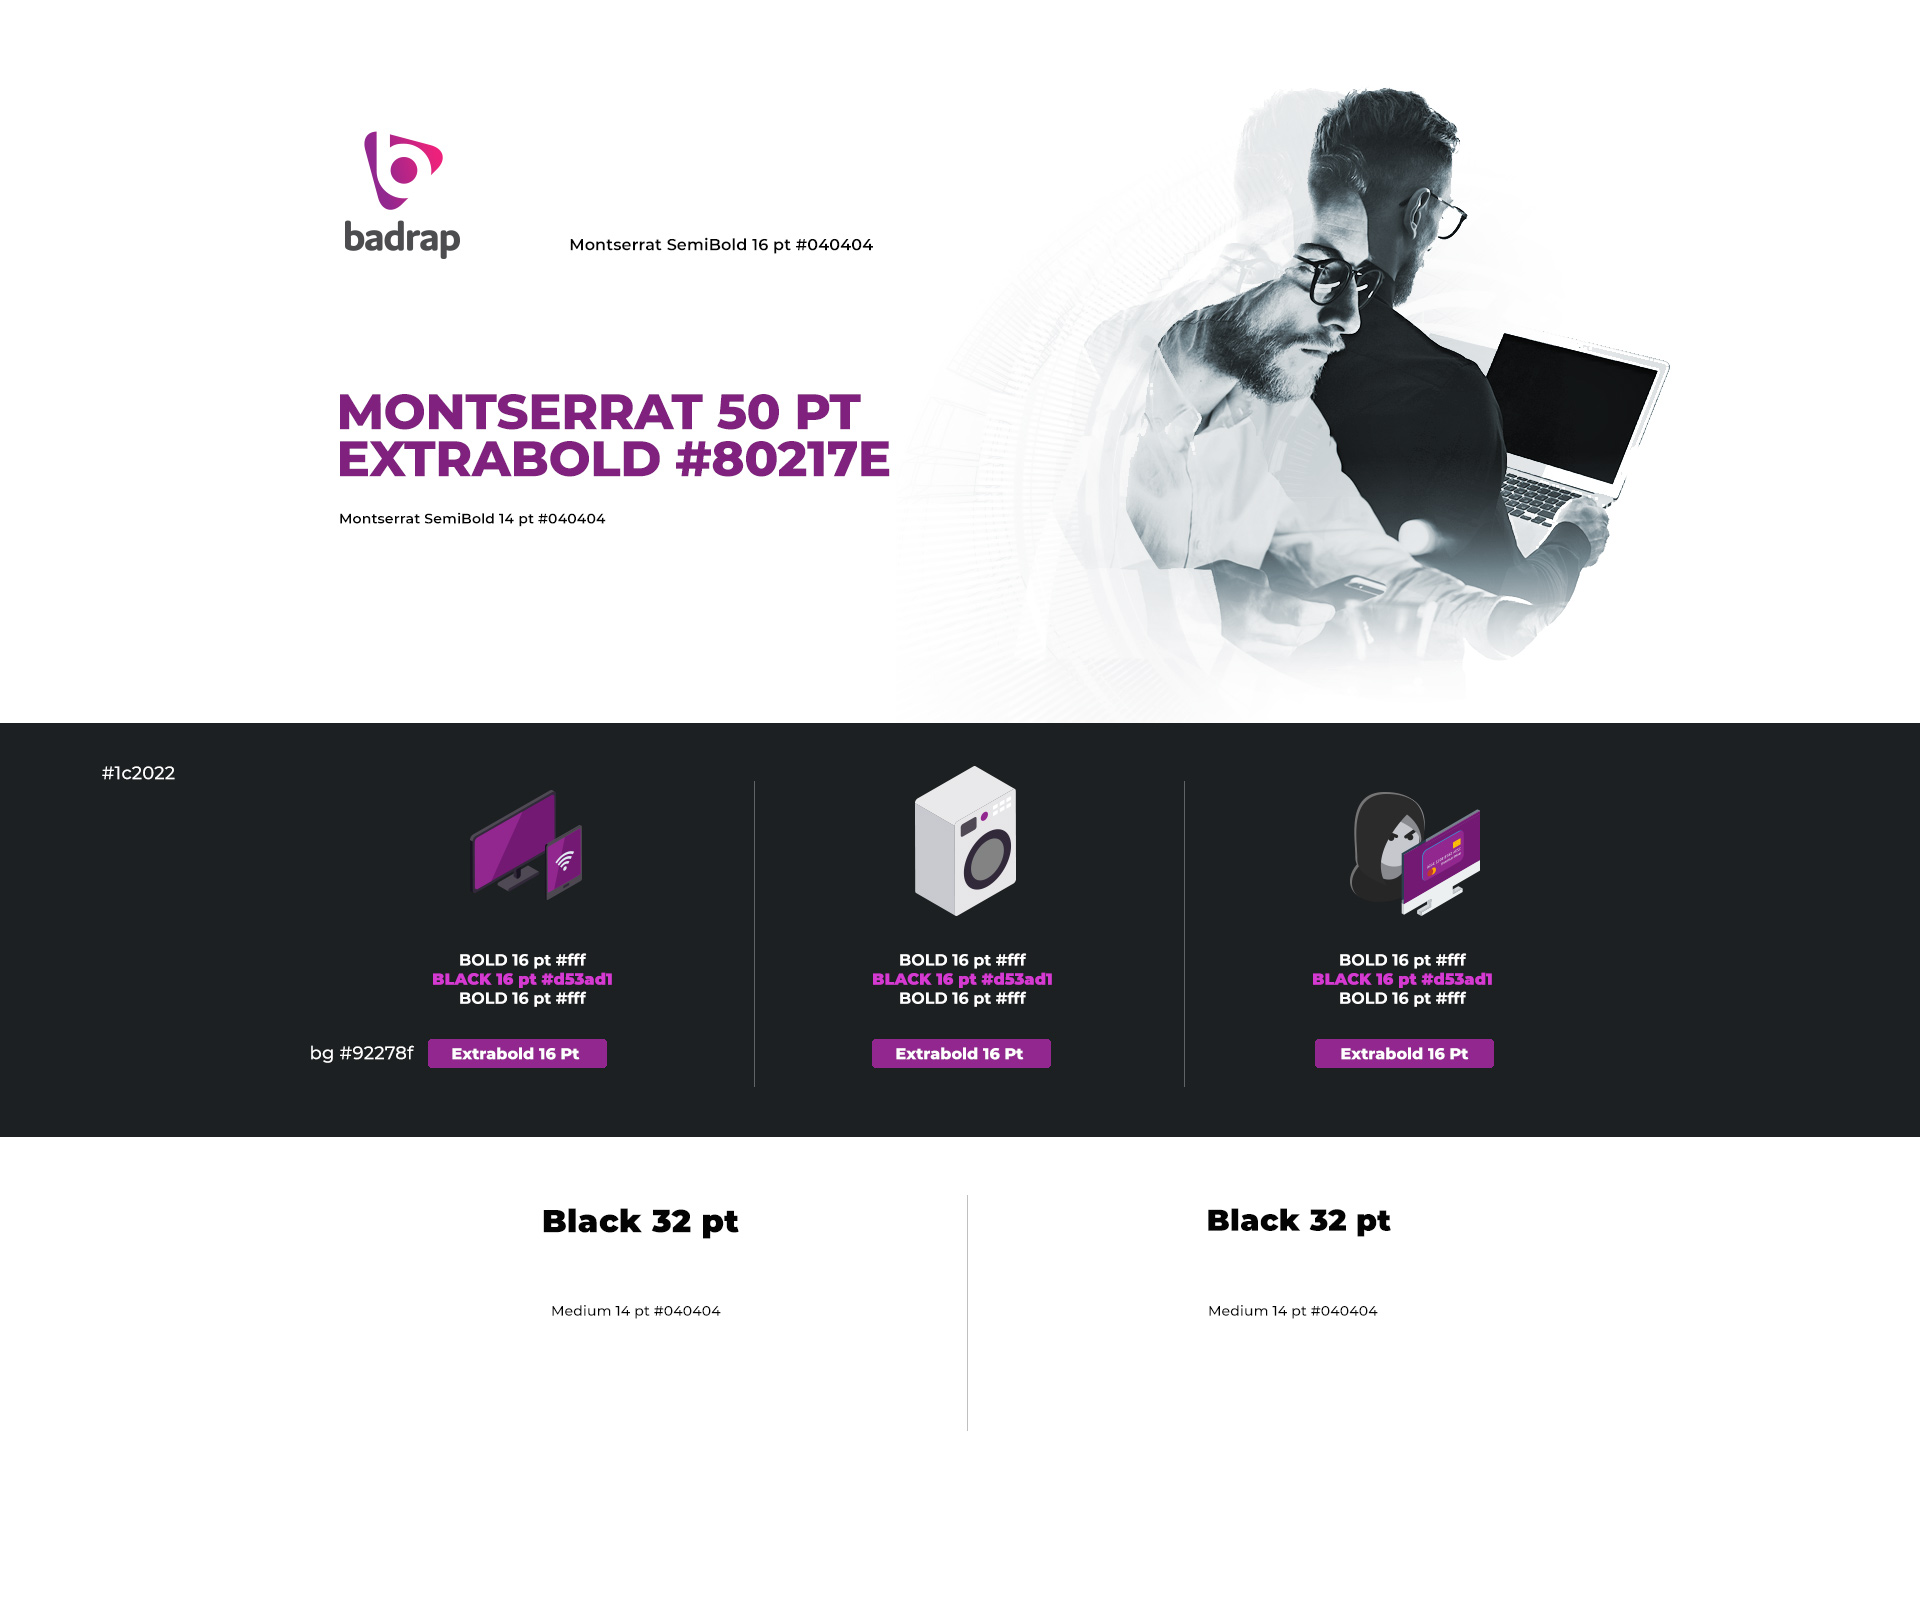 badrap
Montserrat SemiBold 16 pt #040404
MONTSERRAT 50 PT
EXTRABOLD #80217E
Montserrat SemiBold 14 pt #040404
#1c2022
BOLD 16 pt #fff
BLACK 16 pt #d53ad1
BOLD 16 pt #fff
BOLD 16 pt #fff
BLACK 16 pt #d53ad1
BOLD 16 pt #fff
BOLD 16 pt #fff
BLACK 16 pt #d53ad1
BOLD 16 pt #fff
bg #92278f
Extrabold 16 Pt
Extrabold 16 Pt
Extrabold 16 Pt
Black 32 pt
Black 32 pt
Medium 14 pt #040404
Medium 14 pt #040404